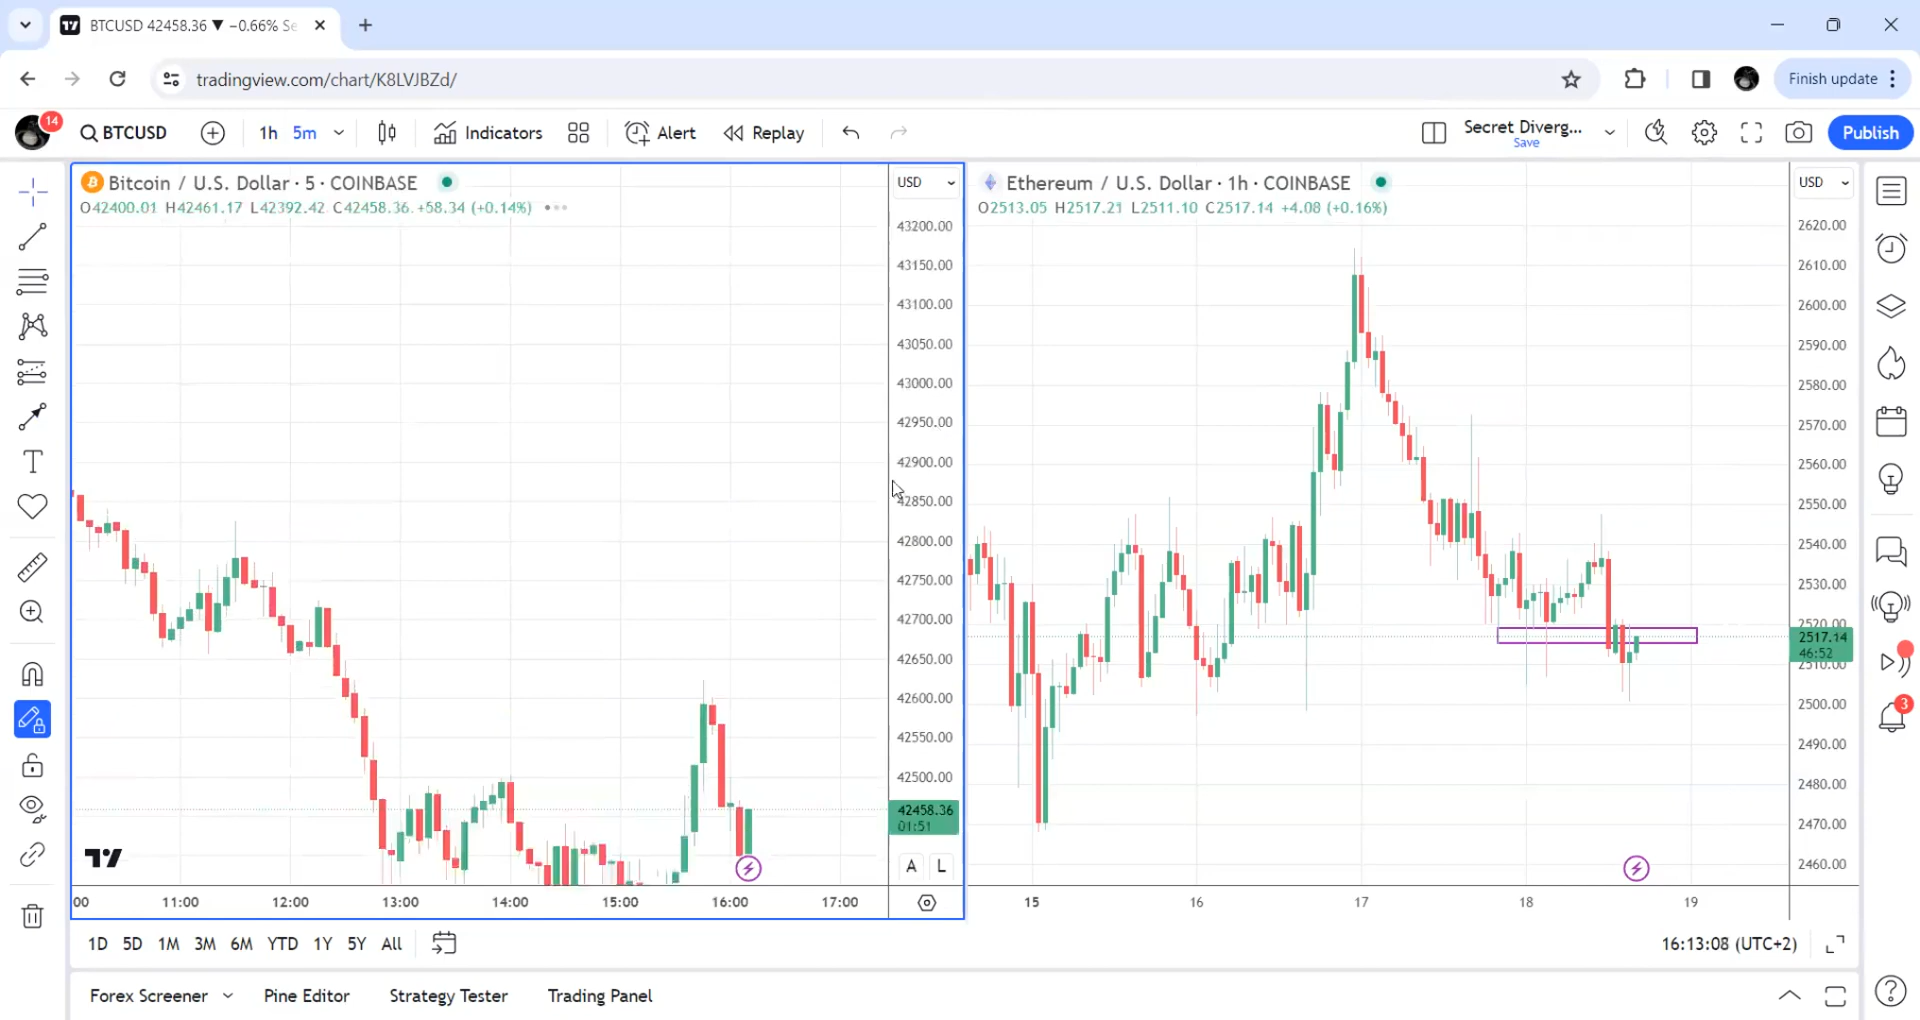 BTCUSD 42458.36 ▼ −0.66% Se
tradingview.com/chart/K8LVJBZd/
Finish update
14
BTCUSD
1h 5m
Indicators
Alert
Replay
Secret Diverg...
Save
Publish
Bitcoin / U.S. Dollar · 5 · COINBASE
O42400.01 H42461.17 L42392.42 C42458.36 +58.34 (+0.14%)
USD
43200.00
43150.00
43100.00
43050.00
43000.00
42950.00
42900.00
42850.00
42800.00
42750.00
42700.00
42650.00
42600.00
42550.00
42500.00
42458.36
01:51
A L
00 11:00 12:00 13:00 14:00 15:00 16:00 17:00
Ethereum / U.S. Dollar · 1h · COINBASE
O2513.05 H2517.21 L2511.10 C2517.14 +4.08 (+0.16%)
USD
2620.00
2610.00
2600.00
2590.00
2580.00
2570.00
2560.00
2550.00
2540.00
2530.00
2520.00
2517.14
46:52
2510.00
2500.00
2490.00
2480.00
2470.00
2460.00
15 16 17 18 19
3
1D 5D 1M 3M 6M YTD 1Y 5Y All
16:13:08 (UTC+2)
Forex Screener Pine Editor Strategy Tester Trading Panel